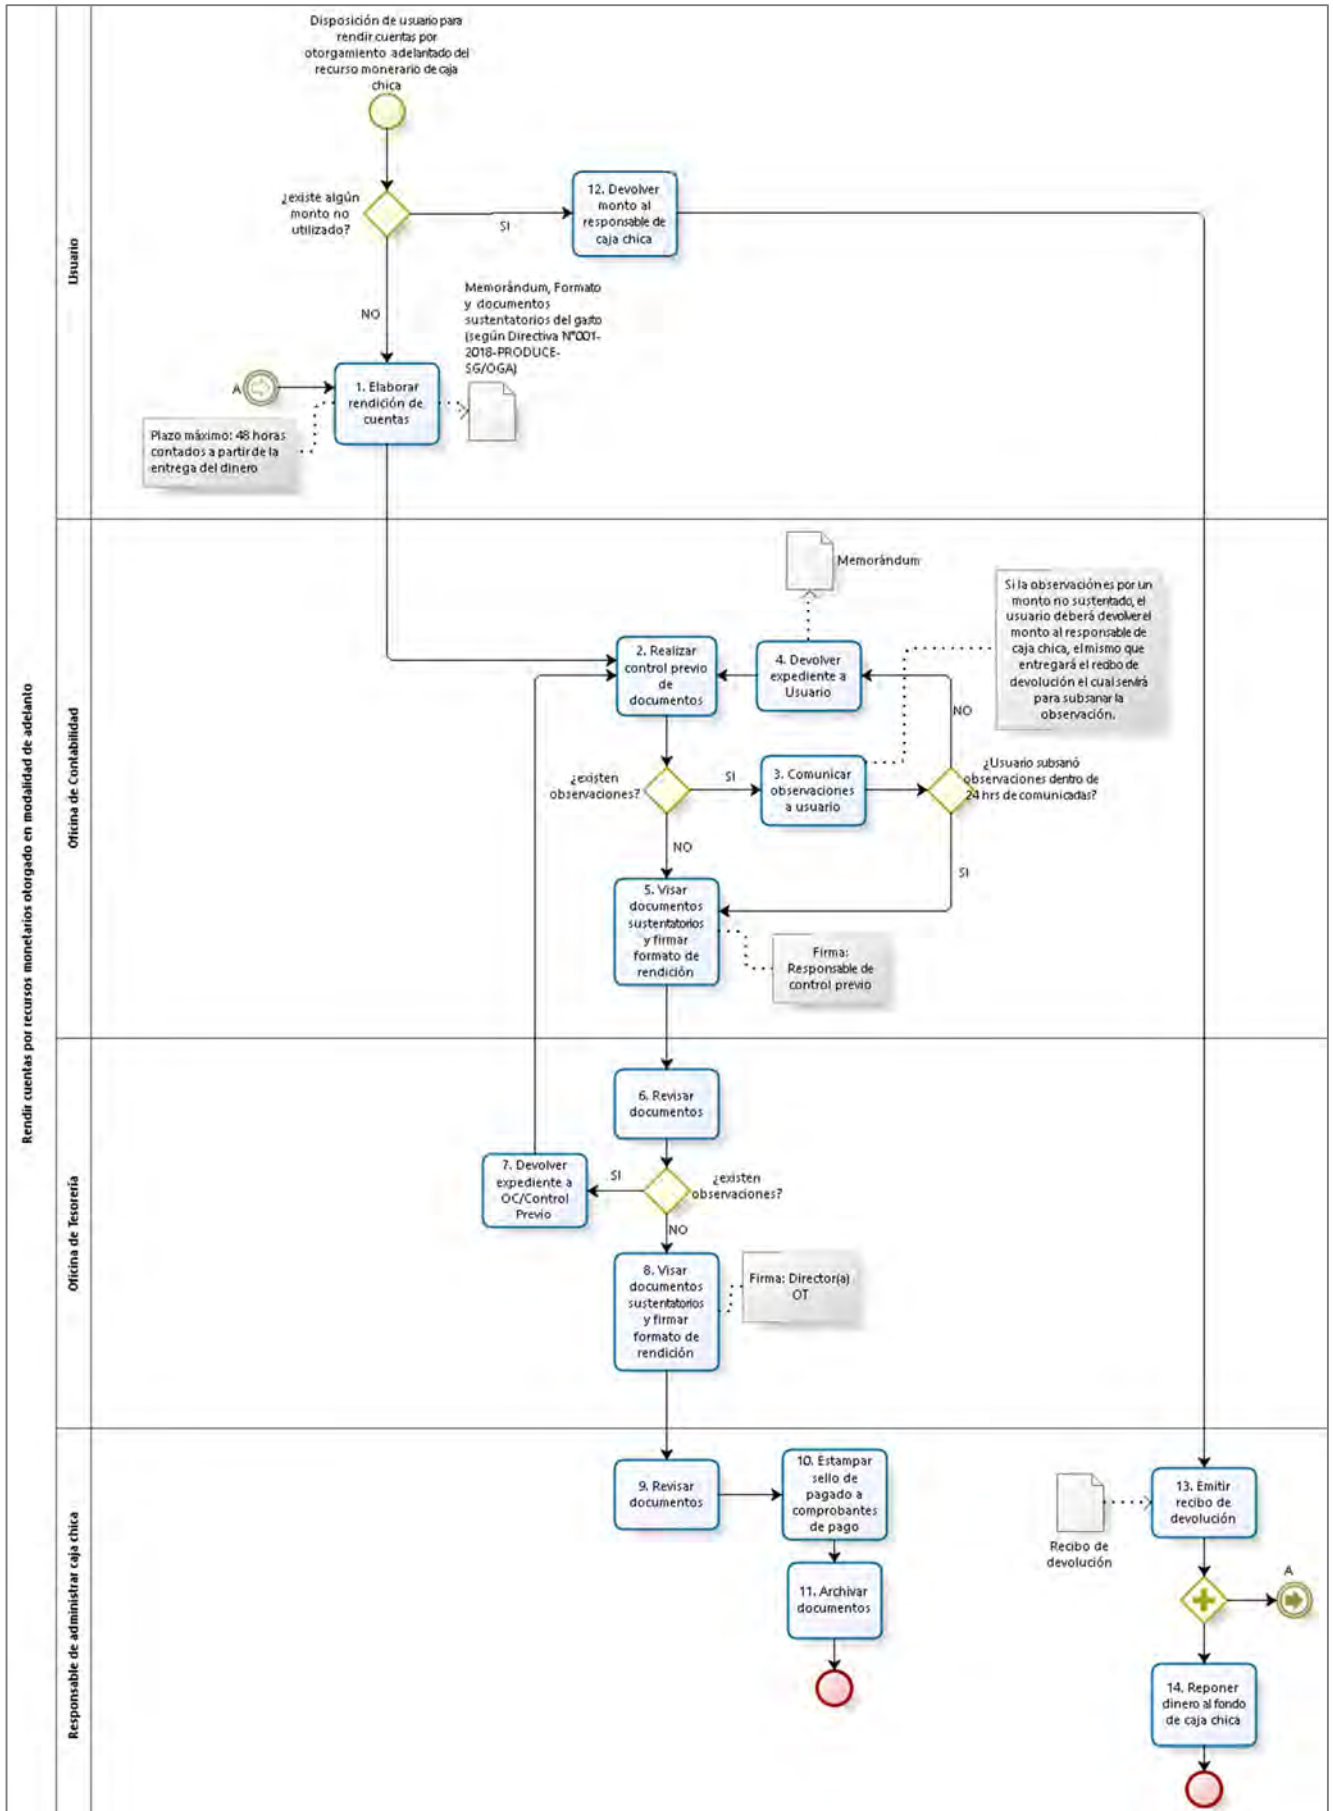 Rendir cuentas por recursos monetarios otorgado en modalidad de adelanto
Usuario
Disposición de usuario para
rendir cuentas por
otorgamiento adelantado del
recurso monerario de caja
chica
¿existe algún
monto no
utilizado?
SI
12. Devolver
monto al
responsable de
caja chica
NO
Memorándum, Formato
y documentos
sustentatorios del gasto
(según Directiva N°001-
2018-PRODUCE-
SG/OGA)
A
1. Elaborar
rendición de
cuentas
Plazo máximo: 48 horas
contados a partir de la
entrega del dinero
Oficina de Contabilidad
Memorándum
Si la observación es por un
monto no sustentado, el
usuario deberá devolver el
monto al responsable de
caja chica, el mismo que
entregará el recibo de
devolución el cual servirá
para subsanar la
observación.
2. Realizar
control previo
de
documentos
4. Devolver
expediente a
Usuario
NO
¿existen
observaciones?
SI
3. Comunicar
observaciones
a usuario
¿Usuario subsanó
observaciones dentro de
24 hrs de comunicadas?
NO
SI
5. Visar
documentos
sustentatorios
y firmar
formato de
rendición
Firma:
Responsable de
control previo
Oficina de Tesorería
6. Revisar
documentos
7. Devolver
expediente a
OC/Control
Previo
SI
¿existen
observaciones?
NO
8. Visar
documentos
sustentatorios
y firmar
formato de
rendición
Firma: Director(a)
OT
Responsable de administrar caja chica
9. Revisar
documentos
10. Estampar
sello de
pagado a
comprobantes
de pago
11. Archivar
documentos
Recibo de
devolución
13. Emitir
recibo de
devolución
A
14. Reponer
dinero al fondo
de caja chica